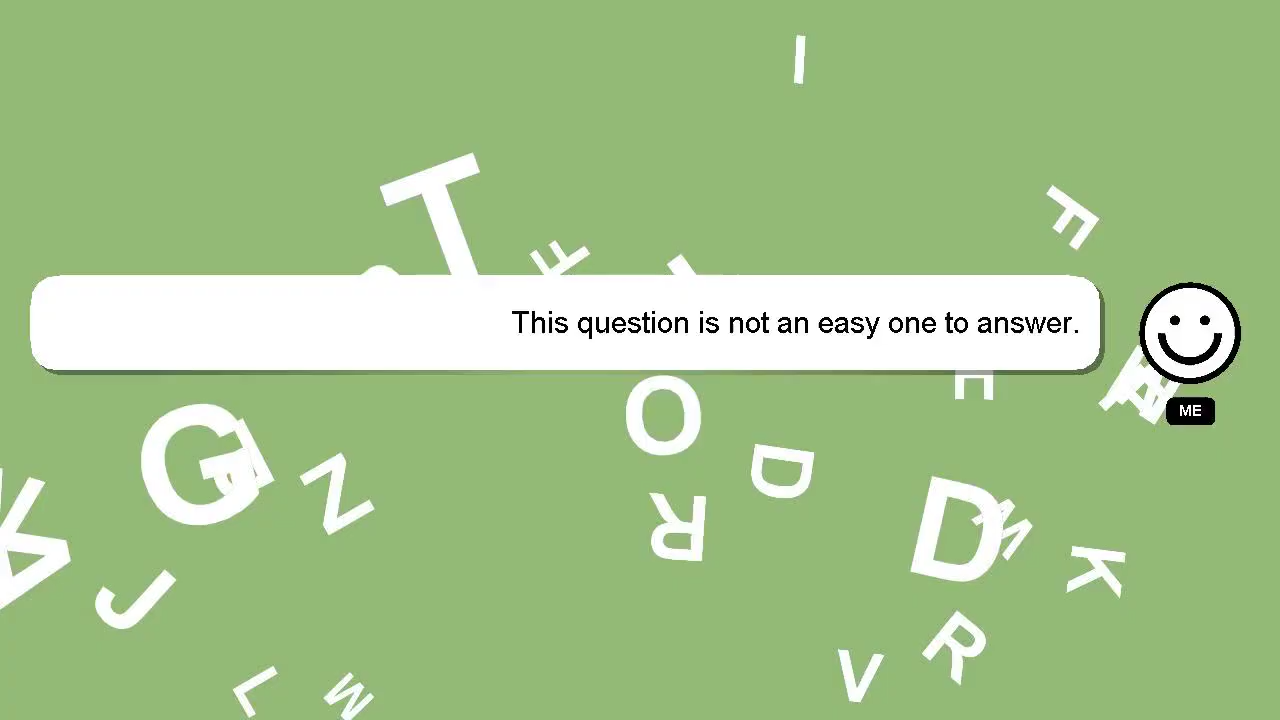 This question is not an easy one to answer.
ME
I
T
F
F
O
G
N
D
D
M
R
K
J
R
V
L
M